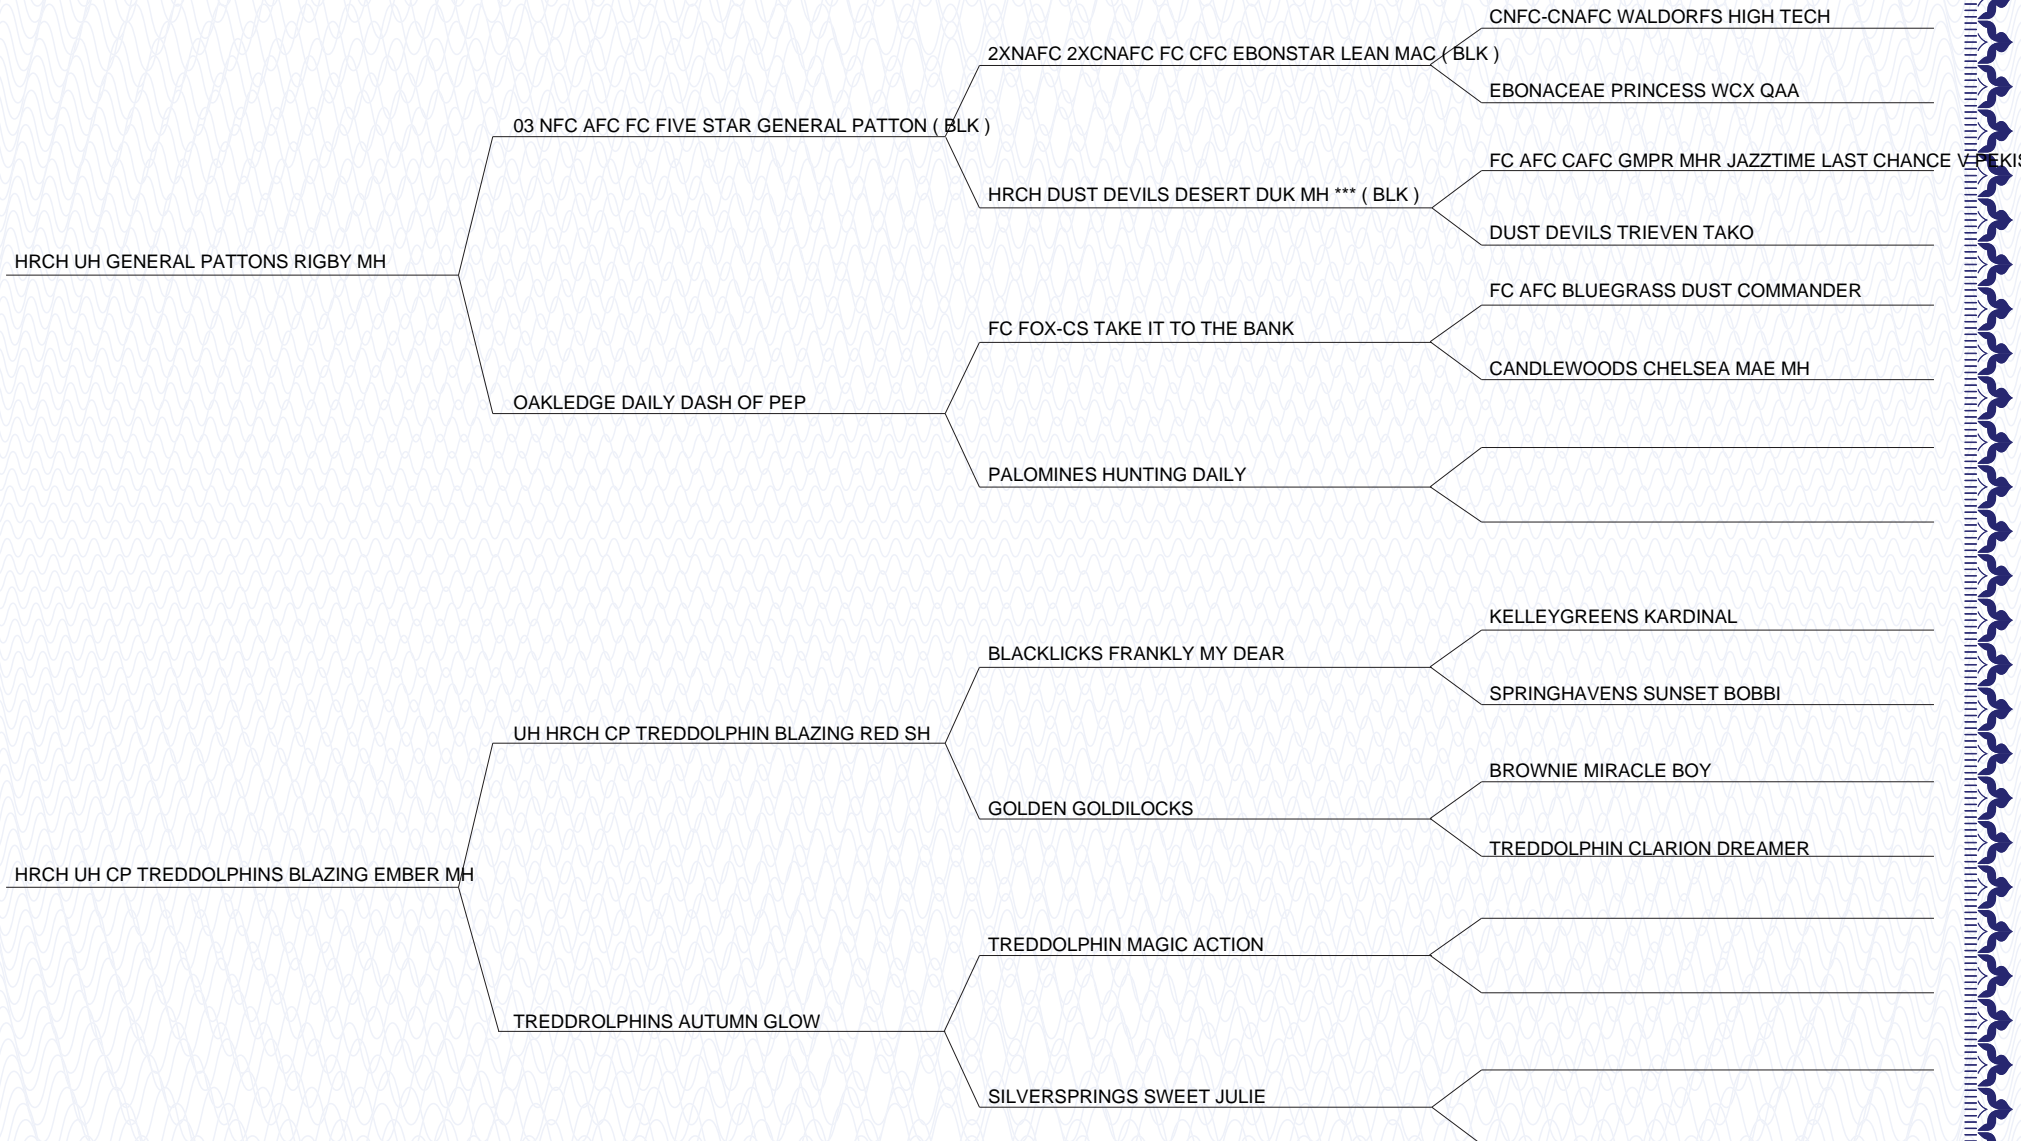 CNFC-CNAFC WALDORFS HIGH TECH
2XNAFC 2XCNAFC FC CFC EBONSTAR LEAN MAC ( BLK )
EBONACEAE PRINCESS WCX QAA
03 NFC AFC FC FIVE STAR GENERAL PATTON ( BLK )
FC AFC CAFC GMPR MHR JAZZTIME LAST CHANCE V
HRCH DUST DEVILS DESERT DUK MH *** ( BLK )
DUST DEVILS TRIEVEN TAKO
HRCH UH GENERAL PATTONS RIGBY MH
FC AFC BLUEGRASS DUST COMMANDER
FC FOX-CS TAKE IT TO THE BANK
CANDLEWOODS CHELSEA MAE MH
OAKLEDGE DAILY DASH OF PEP
PALOMINES HUNTING DAILY
KELLEYGREENS KARDINAL
BLACKLICKS FRANKLY MY DEAR
SPRINGHAVENS SUNSET BOBBI
UH HRCH CP TREDDOLPHIN BLAZING RED SH
BROWNIE MIRACLE BOY
GOLDEN GOLDILOCKS
TREDDOLPHIN CLARION DREAMER
HRCH UH CP TREDDOLPHINS BLAZING EMBER MH
TREDDOLPHIN MAGIC ACTION
TREDDROLPHINS AUTUMN GLOW
SILVERSPRINGS SWEET JULIE